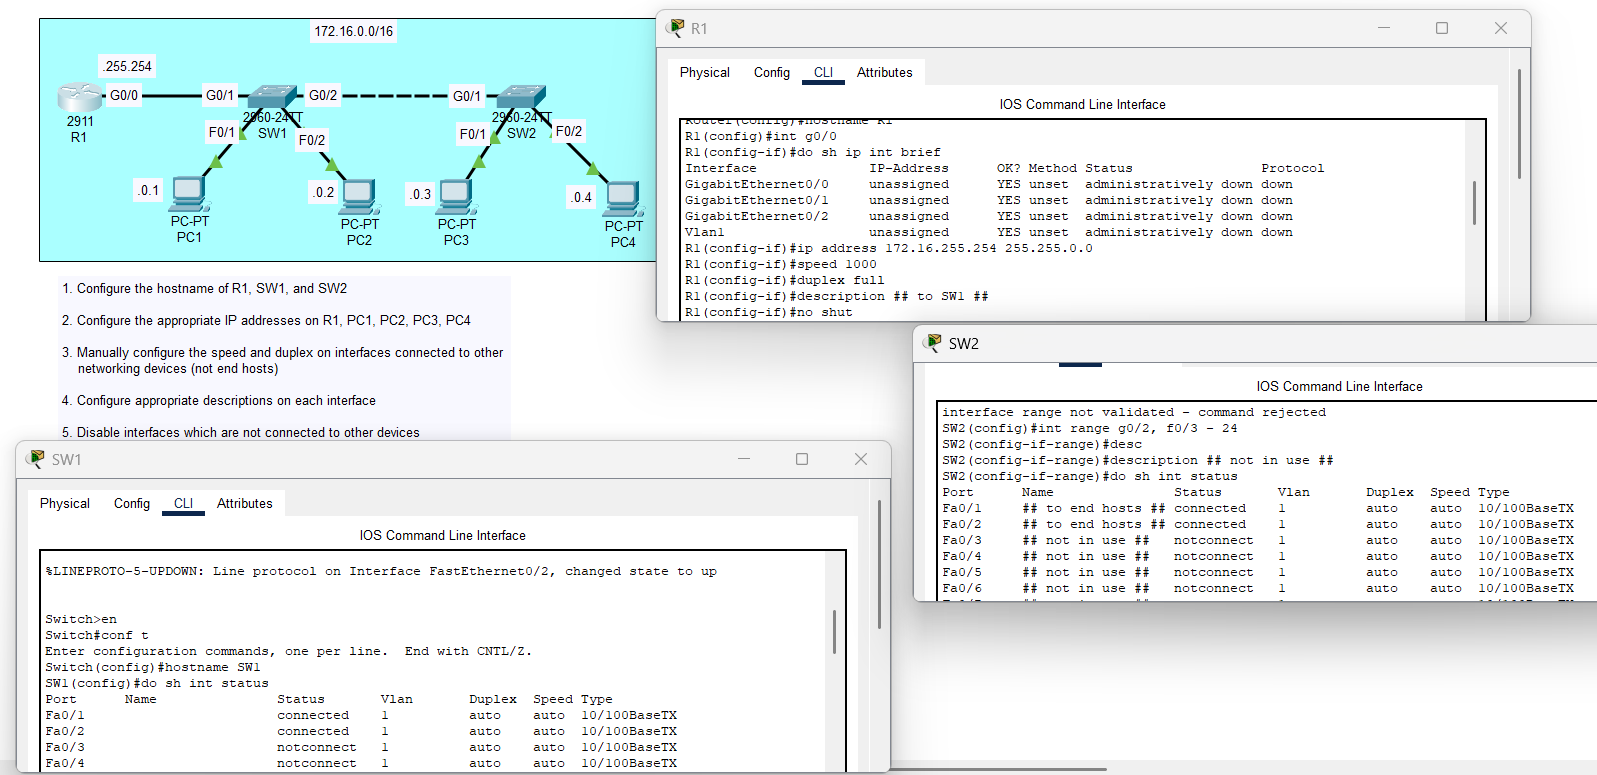 172.16.0.0/16
.255.254
G0/0
G0/1
G0/2
G0/1
2911
R1
2960-24TT
SW1
2960-24TT
SW2
F0/1
F0/2
F0/1
F0/2
.0.1
.0.2
.0.3
.0.4
PC-PT
PC1
PC-PT
PC2
PC-PT
PC3
PC-PT
PC4
1. Configure the hostname of R1, SW1, and SW2
2. Configure the appropriate IP addresses on R1, PC1, PC2, PC3, PC4
3. Manually configure the speed and duplex on interfaces connected to other
networking devices (not end hosts)
4. Configure appropriate descriptions on each interface
5. Disable interfaces which are not connected to other devices
R1
Physical Config CLI Attributes
IOS Command Line Interface
Router(config)#hostname R1
R1(config)#int g0/0
R1(config-if)#do sh ip int brief
Interface IP-Address OK? Method Status Protocol
GigabitEthernet0/0 unassigned YES unset administratively down down
GigabitEthernet0/1 unassigned YES unset administratively down down
GigabitEthernet0/2 unassigned YES unset administratively down down
Vlan1 unassigned YES unset administratively down down
R1(config-if)#ip address 172.16.255.254 255.255.0.0
R1(config-if)#speed 1000
R1(config-if)#duplex full
R1(config-if)#description ## to SW1 ##
R1(config-if)#no shut
SW2
IOS Command Line Interface
interface range not validated - command rejected
SW2(config)#int range g0/2, f0/3 - 24
SW2(config-if-range)#desc
SW2(config-if-range)#description ## not in use ##
SW2(config-if-range)#do sh int status
Port Name Status Vlan Duplex Speed Type
Fa0/1 ## to end hosts ## connected 1 auto auto 10/100BaseTX
Fa0/2 ## to end hosts ## connected 1 auto auto 10/100BaseTX
Fa0/3 ## not in use ## notconnect 1 auto auto 10/100BaseTX
Fa0/4 ## not in use ## notconnect 1 auto auto 10/100BaseTX
Fa0/5 ## not in use ## notconnect 1 auto auto 10/100BaseTX
Fa0/6 ## not in use ## notconnect 1 auto auto 10/100BaseTX
SW1
Physical Config CLI Attributes
IOS Command Line Interface
%LINEPROTO-5-UPDOWN: Line protocol on Interface FastEthernet0/2, changed state to up
Switch>en
Switch#conf t
Enter configuration commands, one per line. End with CNTL/Z.
Switch(config)#hostname SW1
SW1(config)#do sh int status
Port Name Status Vlan Duplex Speed Type
Fa0/1 connected 1 auto auto 10/100BaseTX
Fa0/2 connected 1 auto auto 10/100BaseTX
Fa0/3 notconnect 1 auto auto 10/100BaseTX
Fa0/4 notconnect 1 auto auto 10/100BaseTX